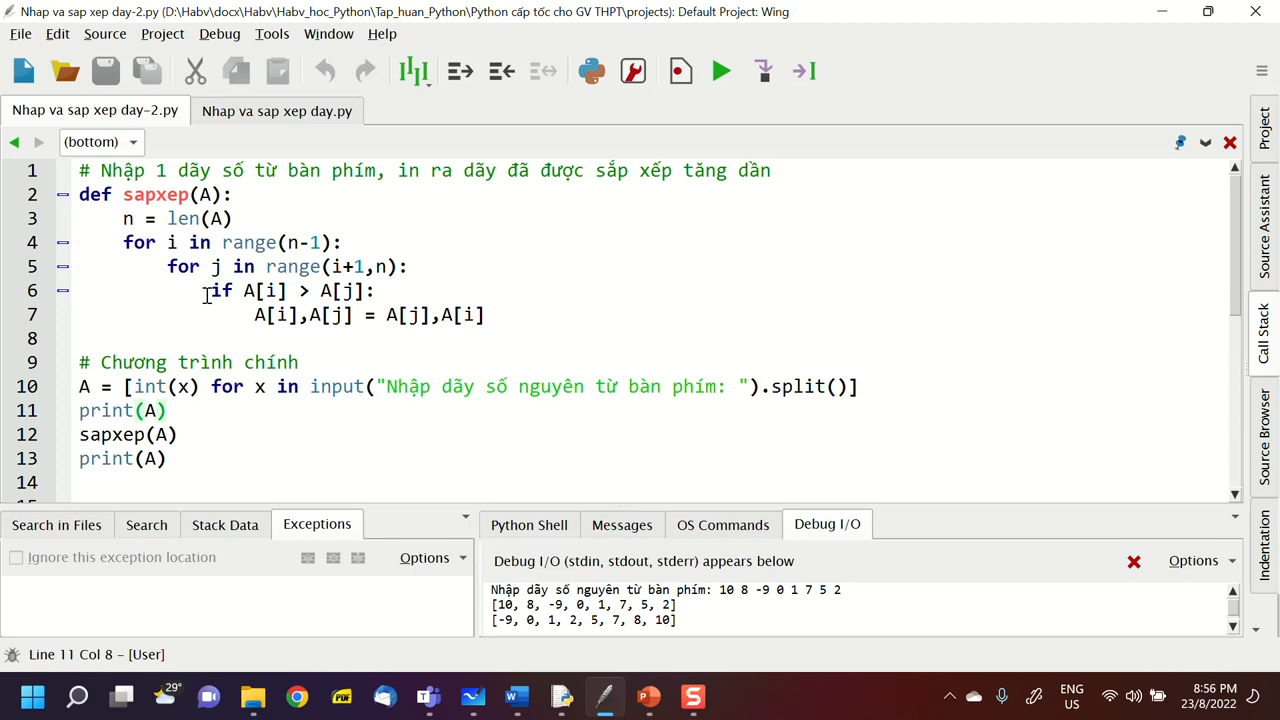 Nhap va sap xep day-2.py (D:\Habv\docx\Habv\Habv_hoc_Python\Tap_huan_Python\Python cấp tốc cho GV THPT\projects): Default Project: Wing
File Edit Source Project Debug Tools Window Help
Nhap va sap xep day-2.py Nhap va sap xep day.py
(bottom)
1 # Nhập 1 dãy số từ bàn phím, in ra dãy đã được sắp xếp tăng dần
2 def sapxep(A):
3     n = len(A)
4     for i in range(n-1):
5         for j in range(i+1,n):
6             if A[i] > A[j]:
7                 A[i],A[j] = A[j],A[i]
8
9 # Chương trình chính
10 A = [int(x) for x in input("Nhập dãy số nguyên từ bàn phím: ").split()]
11 print(A)
12 sapxep(A)
13 print(A)
14
Project
Source Assistant
Call Stack
Source Browser
Indentation
Search in Files Search Stack Data Exceptions
Ignore this exception location Options
Python Shell Messages OS Commands Debug I/O
Debug I/O (stdin, stdout, stderr) appears below Options
Nhập dãy số nguyên từ bàn phím: 10 8 -9 0 1 7 5 2
[10, 8, -9, 0, 1, 7, 5, 2]
[-9, 0, 1, 2, 5, 7, 8, 10]
Line 11 Col 8 – [User]
29°
PDF
ENG
US
8:56 PM
23/8/2022